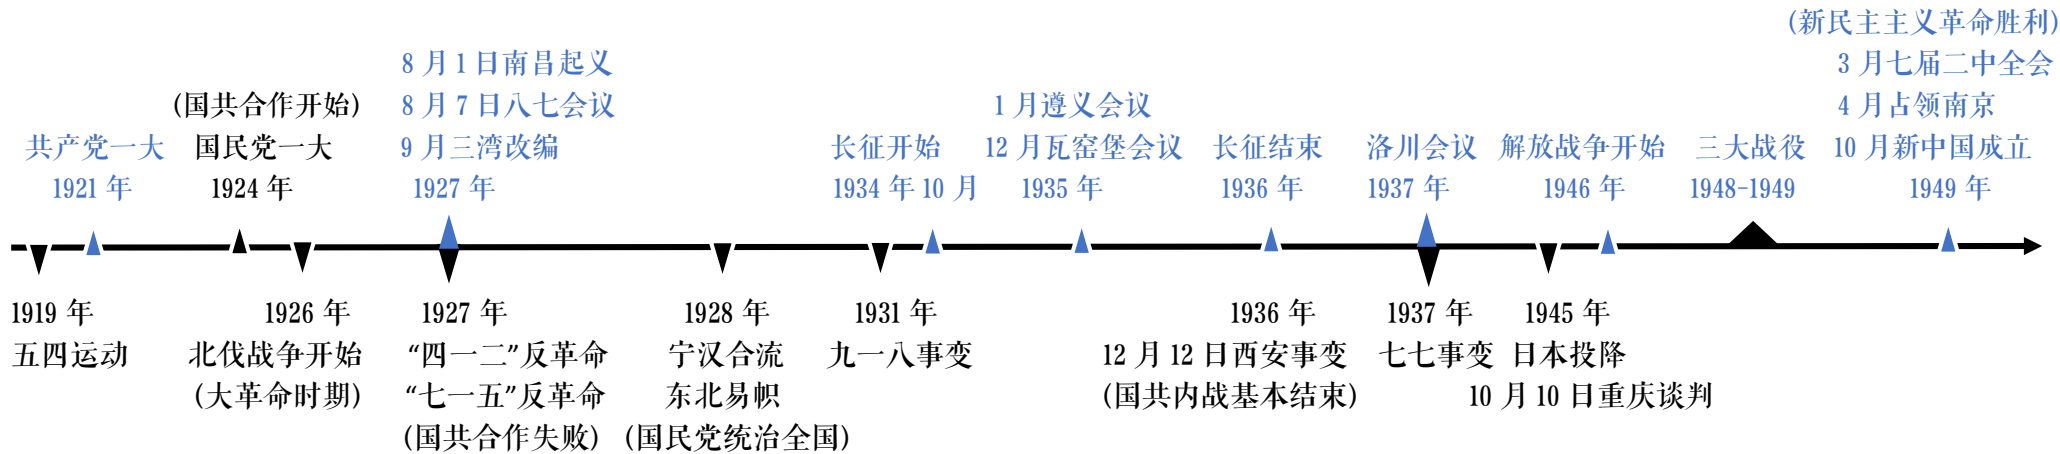 (新民主主义革命胜利)
8 月 1 日南昌起义
3 月七届二中全会
(国共合作开始)
8 月 7 日八七会议
1 月遵义会议
4 月占领南京
共产党一大
国民党一大
9 月三湾改编
长征开始
12 月瓦窑堡会议
长征结束
洛川会议
解放战争开始
三大战役
10 月新中国成立
1921 年
1924 年
1927 年
1934 年 10 月
1935 年
1936 年
1937 年
1946 年
1948-1949
1949 年
1919 年
五四运动
1926 年
北伐战争开始
(大革命时期)
1927 年
“四一二”反革命
“七一五”反革命
(国共合作失败)
1928 年
宁汉合流
东北易帜
(国民党统治全国)
1931 年
九一八事变
1936 年
12 月 12 日西安事变
(国共内战基本结束)
1937 年
七七事变
1945 年
日本投降
10 月 10 日重庆谈判